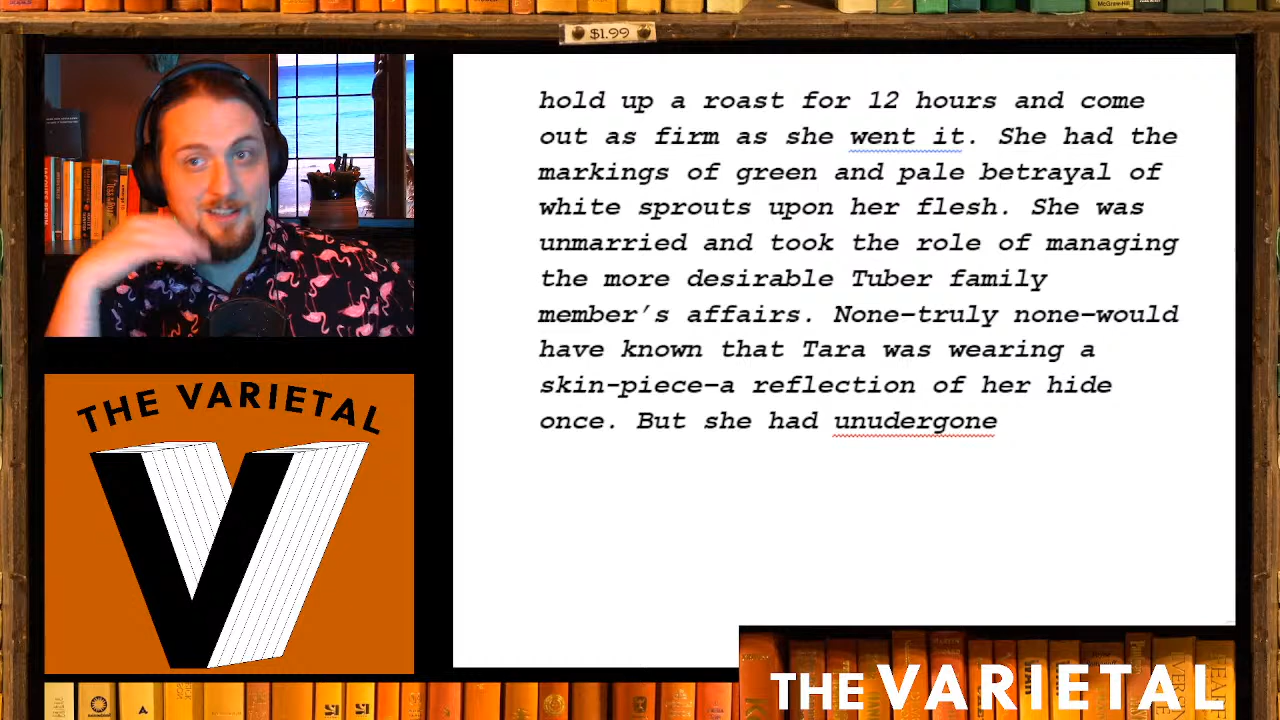 McGraw-Hill
$1.99
hold up a roast for 12 hours and come
out as firm as she went it. She had the
markings of green and pale betrayal of
white sprouts upon her flesh. She was
unmarried and took the role of managing
the more desirable Tuber family
member's affairs. None–truly none–would
have known that Tara was wearing a
skin-piece–a reflection of her hide
once. But she had unudergone
THE VARIETAL
THE VARIETAL